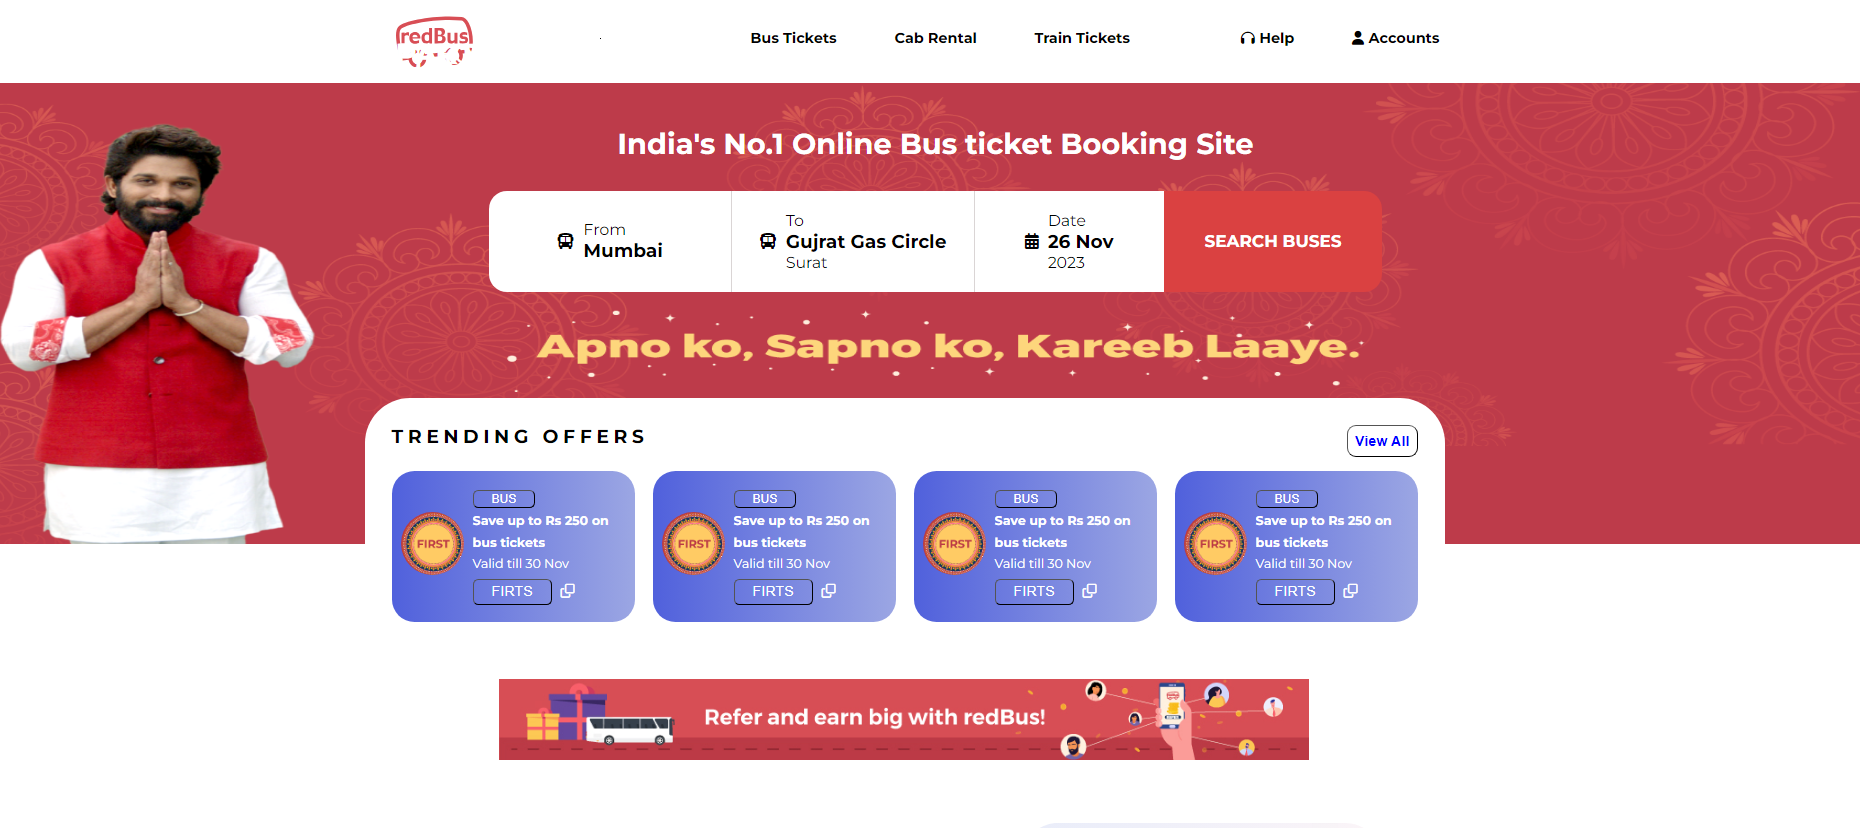 redBus
Bus Tickets
Cab Rental
Train Tickets
Help
Accounts
India's No.1 Online Bus ticket Booking Site
From
Mumbai
To
Gujrat Gas Circle
Surat
Date
26 Nov
2023
SEARCH BUSES
Apno ko, Sapno ko, Kareeb Laaye.
TRENDING OFFERS
View All
BUS
FIRST
Save up to Rs 250 on
bus tickets
Valid till 30 Nov
FIRTS
BUS
FIRST
Save up to Rs 250 on
bus tickets
Valid till 30 Nov
FIRTS
BUS
FIRST
Save up to Rs 250 on
bus tickets
Valid till 30 Nov
FIRTS
BUS
FIRST
Save up to Rs 250 on
bus tickets
Valid till 30 Nov
FIRTS
Refer and earn big with redBus!